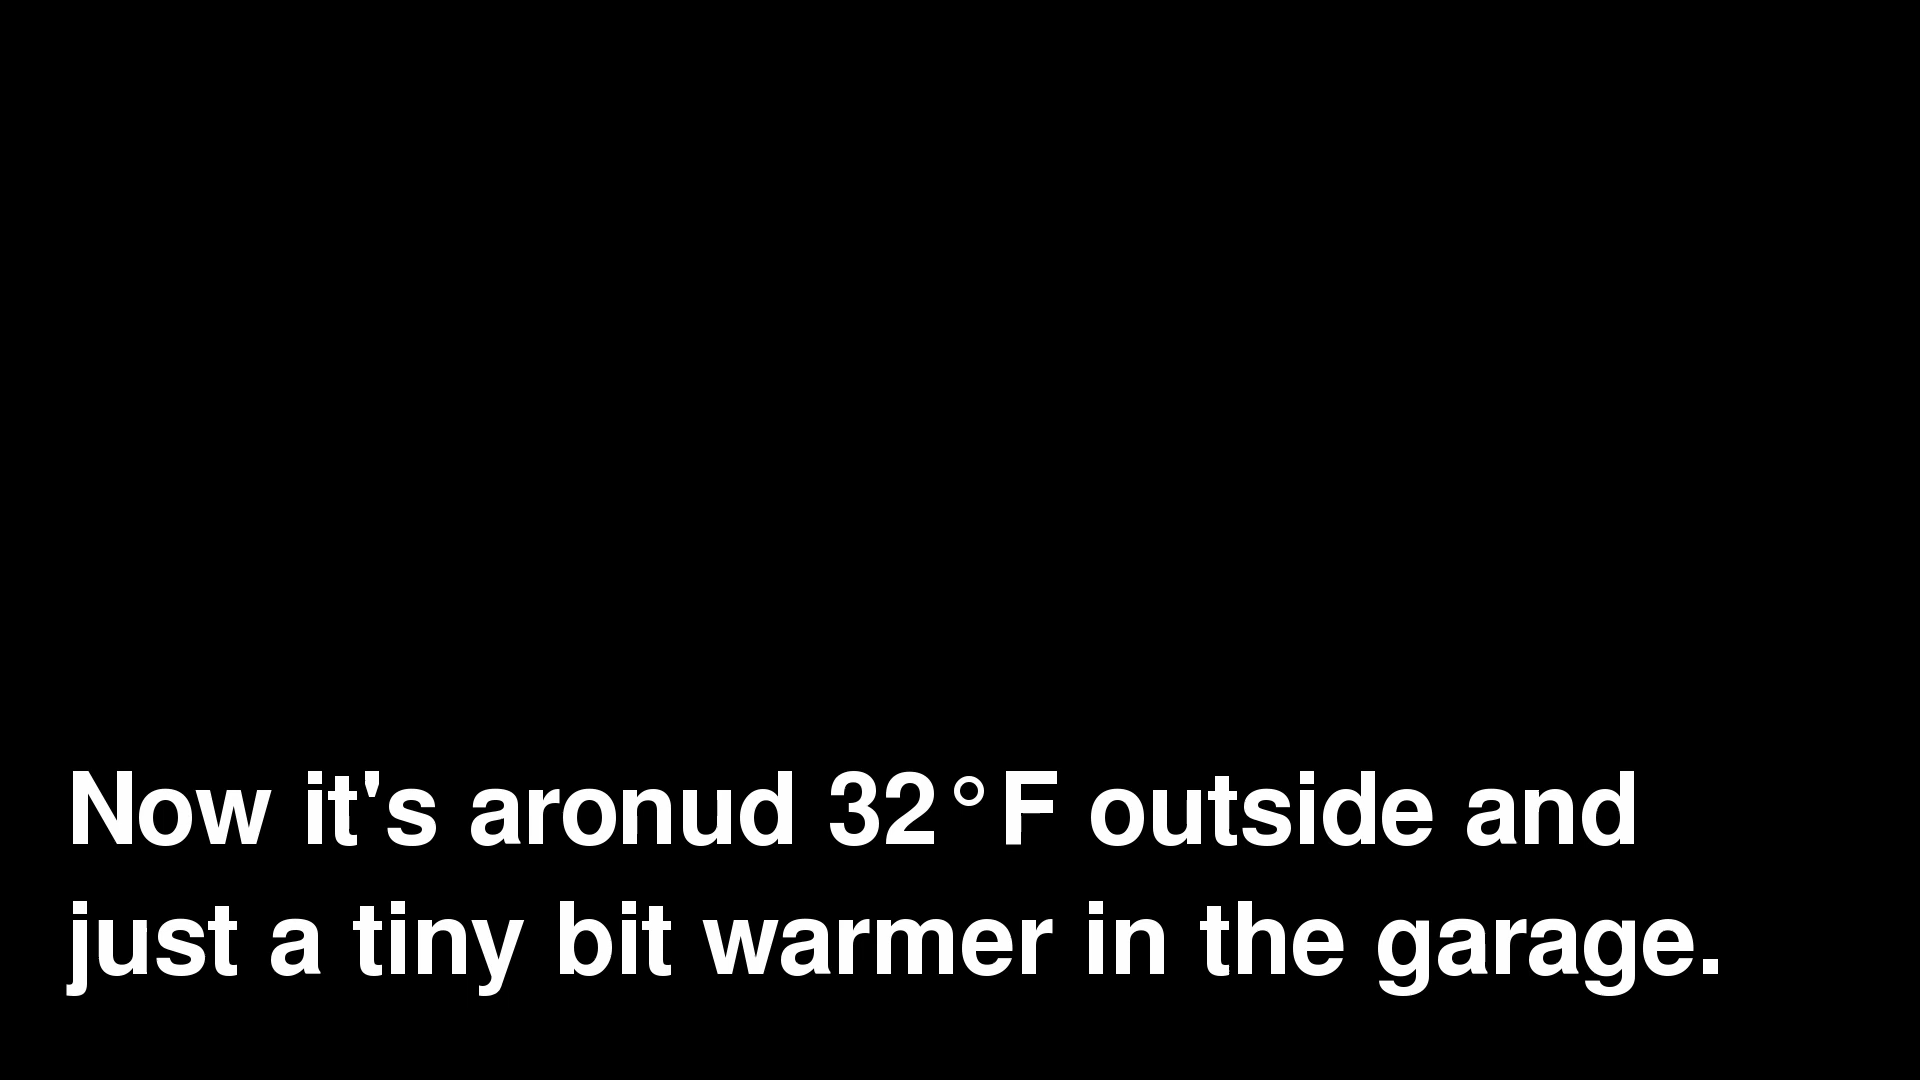 Now it's aronud 32°F outside and
just a tiny bit warmer in the garage.